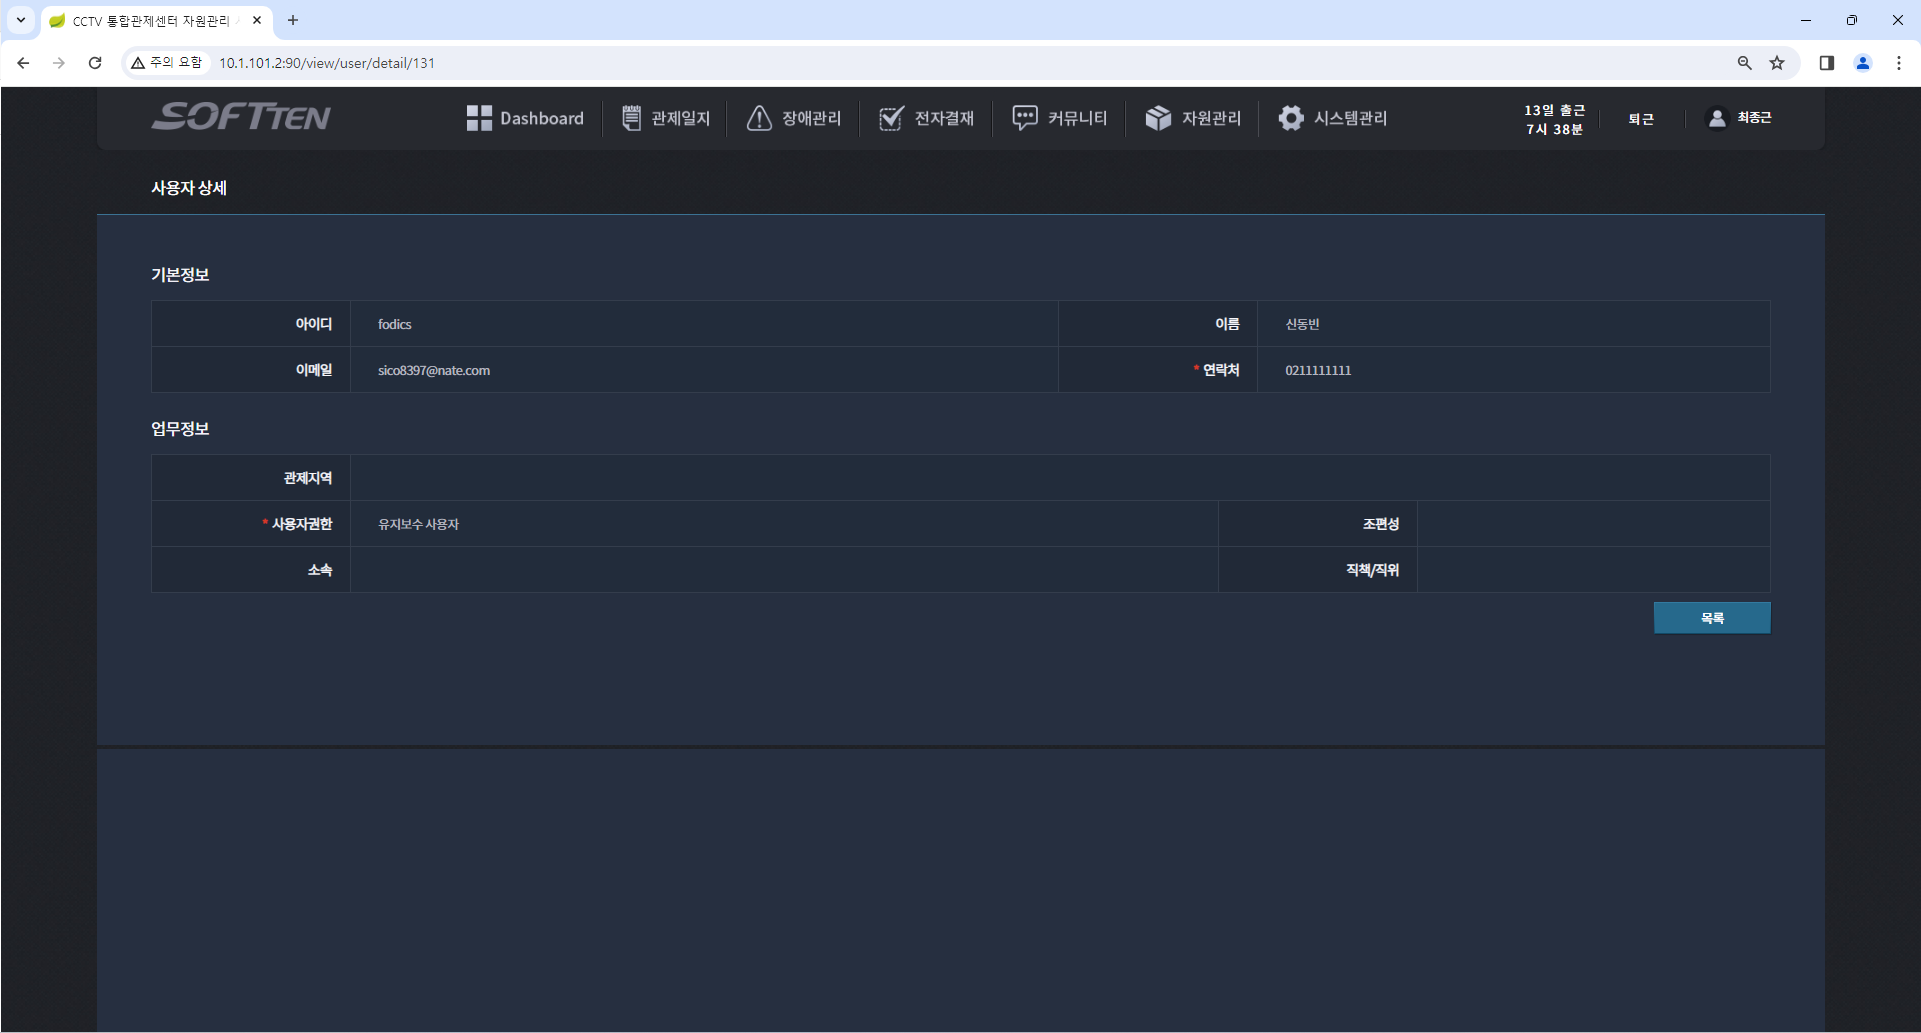 CCTV 통합관제센터 자원관리
주의 요함
10.1.101.2:90/view/user/detail/131
SOFTTEN
Dashboard
관제일지
장애관리
전자결재
커뮤니티
자원관리
시스템관리
13일 출근
7시 38분
퇴근
최종근
사용자 상세
기본정보
아이디 fodics 이름 신동빈
이메일 sico8397@nate.com * 연락처 0211111111
업무정보
관제지역
* 사용자권한 유지보수 사용자 조편성
소속 직책/직위
목록